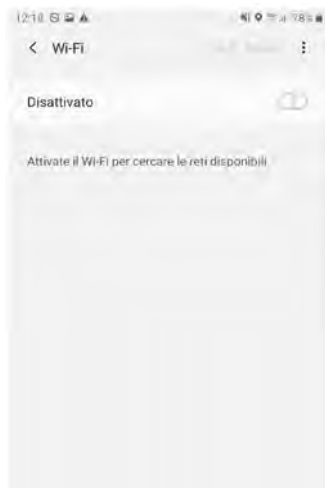 12:18 78%
Wi-Fi
Disattivato
Attivate il Wi-Fi per cercare le reti disponibili